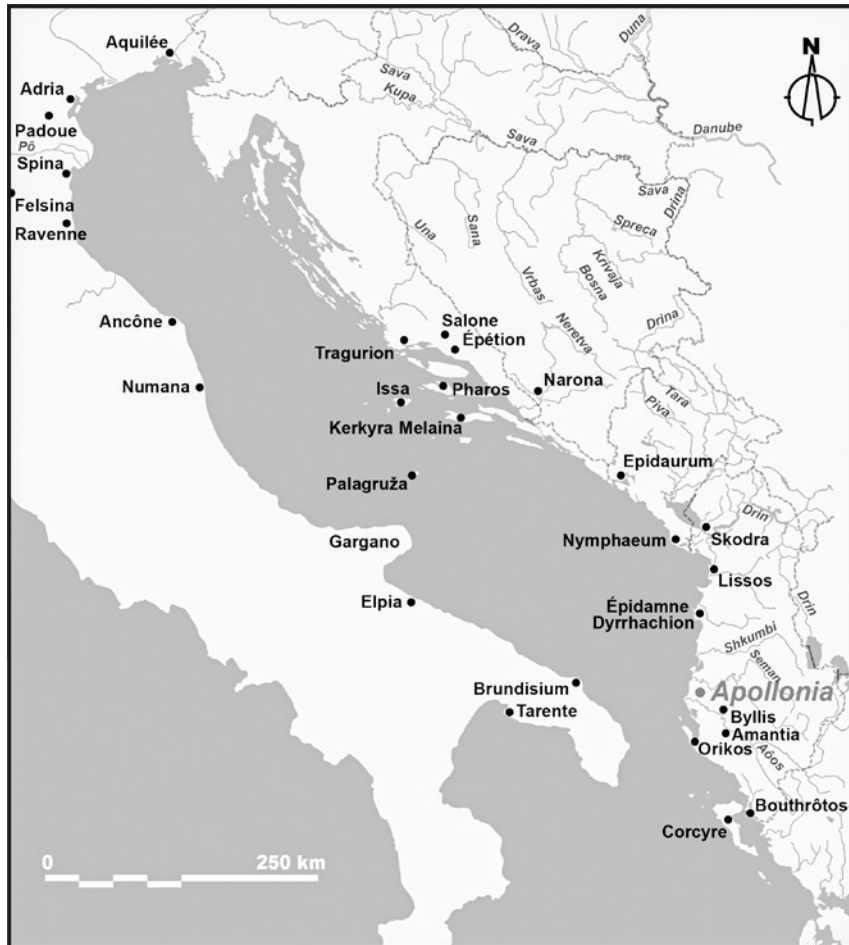 Aquilée
Drava
Duna
N
Sava
Kupa
Adria
Padoue
Pô
Sava
Danube
Spina
Sava
Drina
Felsina
Ravenne
Una
Sana
Spreca
Krivaja
Bosna
Vrbas
Ancône
Salone
Épétion
Tragurion
Neretva
Drina
Numana
Issa
Pharos
Narona
Tara
Piva
Kerkyra Melaina
Palagruža
Epidaurum
Gargano
Nymphaeum
Skodra
Drin
Lissos
Elpia
Épidamne
Dyrrhachion
Drin
Shkumbi
Seman
Brundisium
Apollonia
Tarente
Byllis
Amantia
Orikos
Aôos
Bouthrôtos
Corcyre
0
250 km